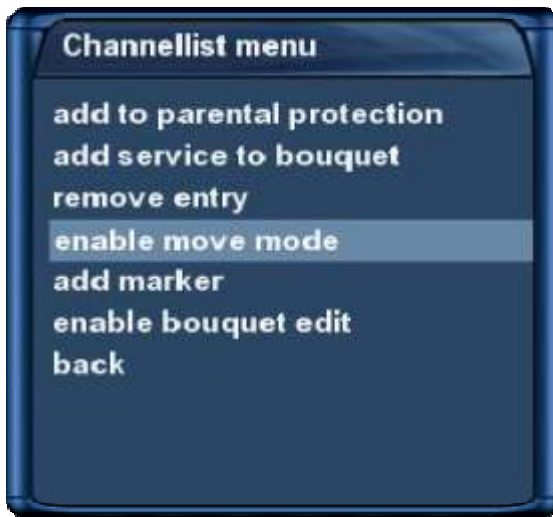 Channellist menu
add to parental protection
add service to bouquet
remove entry
enable move mode
add marker
enable bouquet edit
back